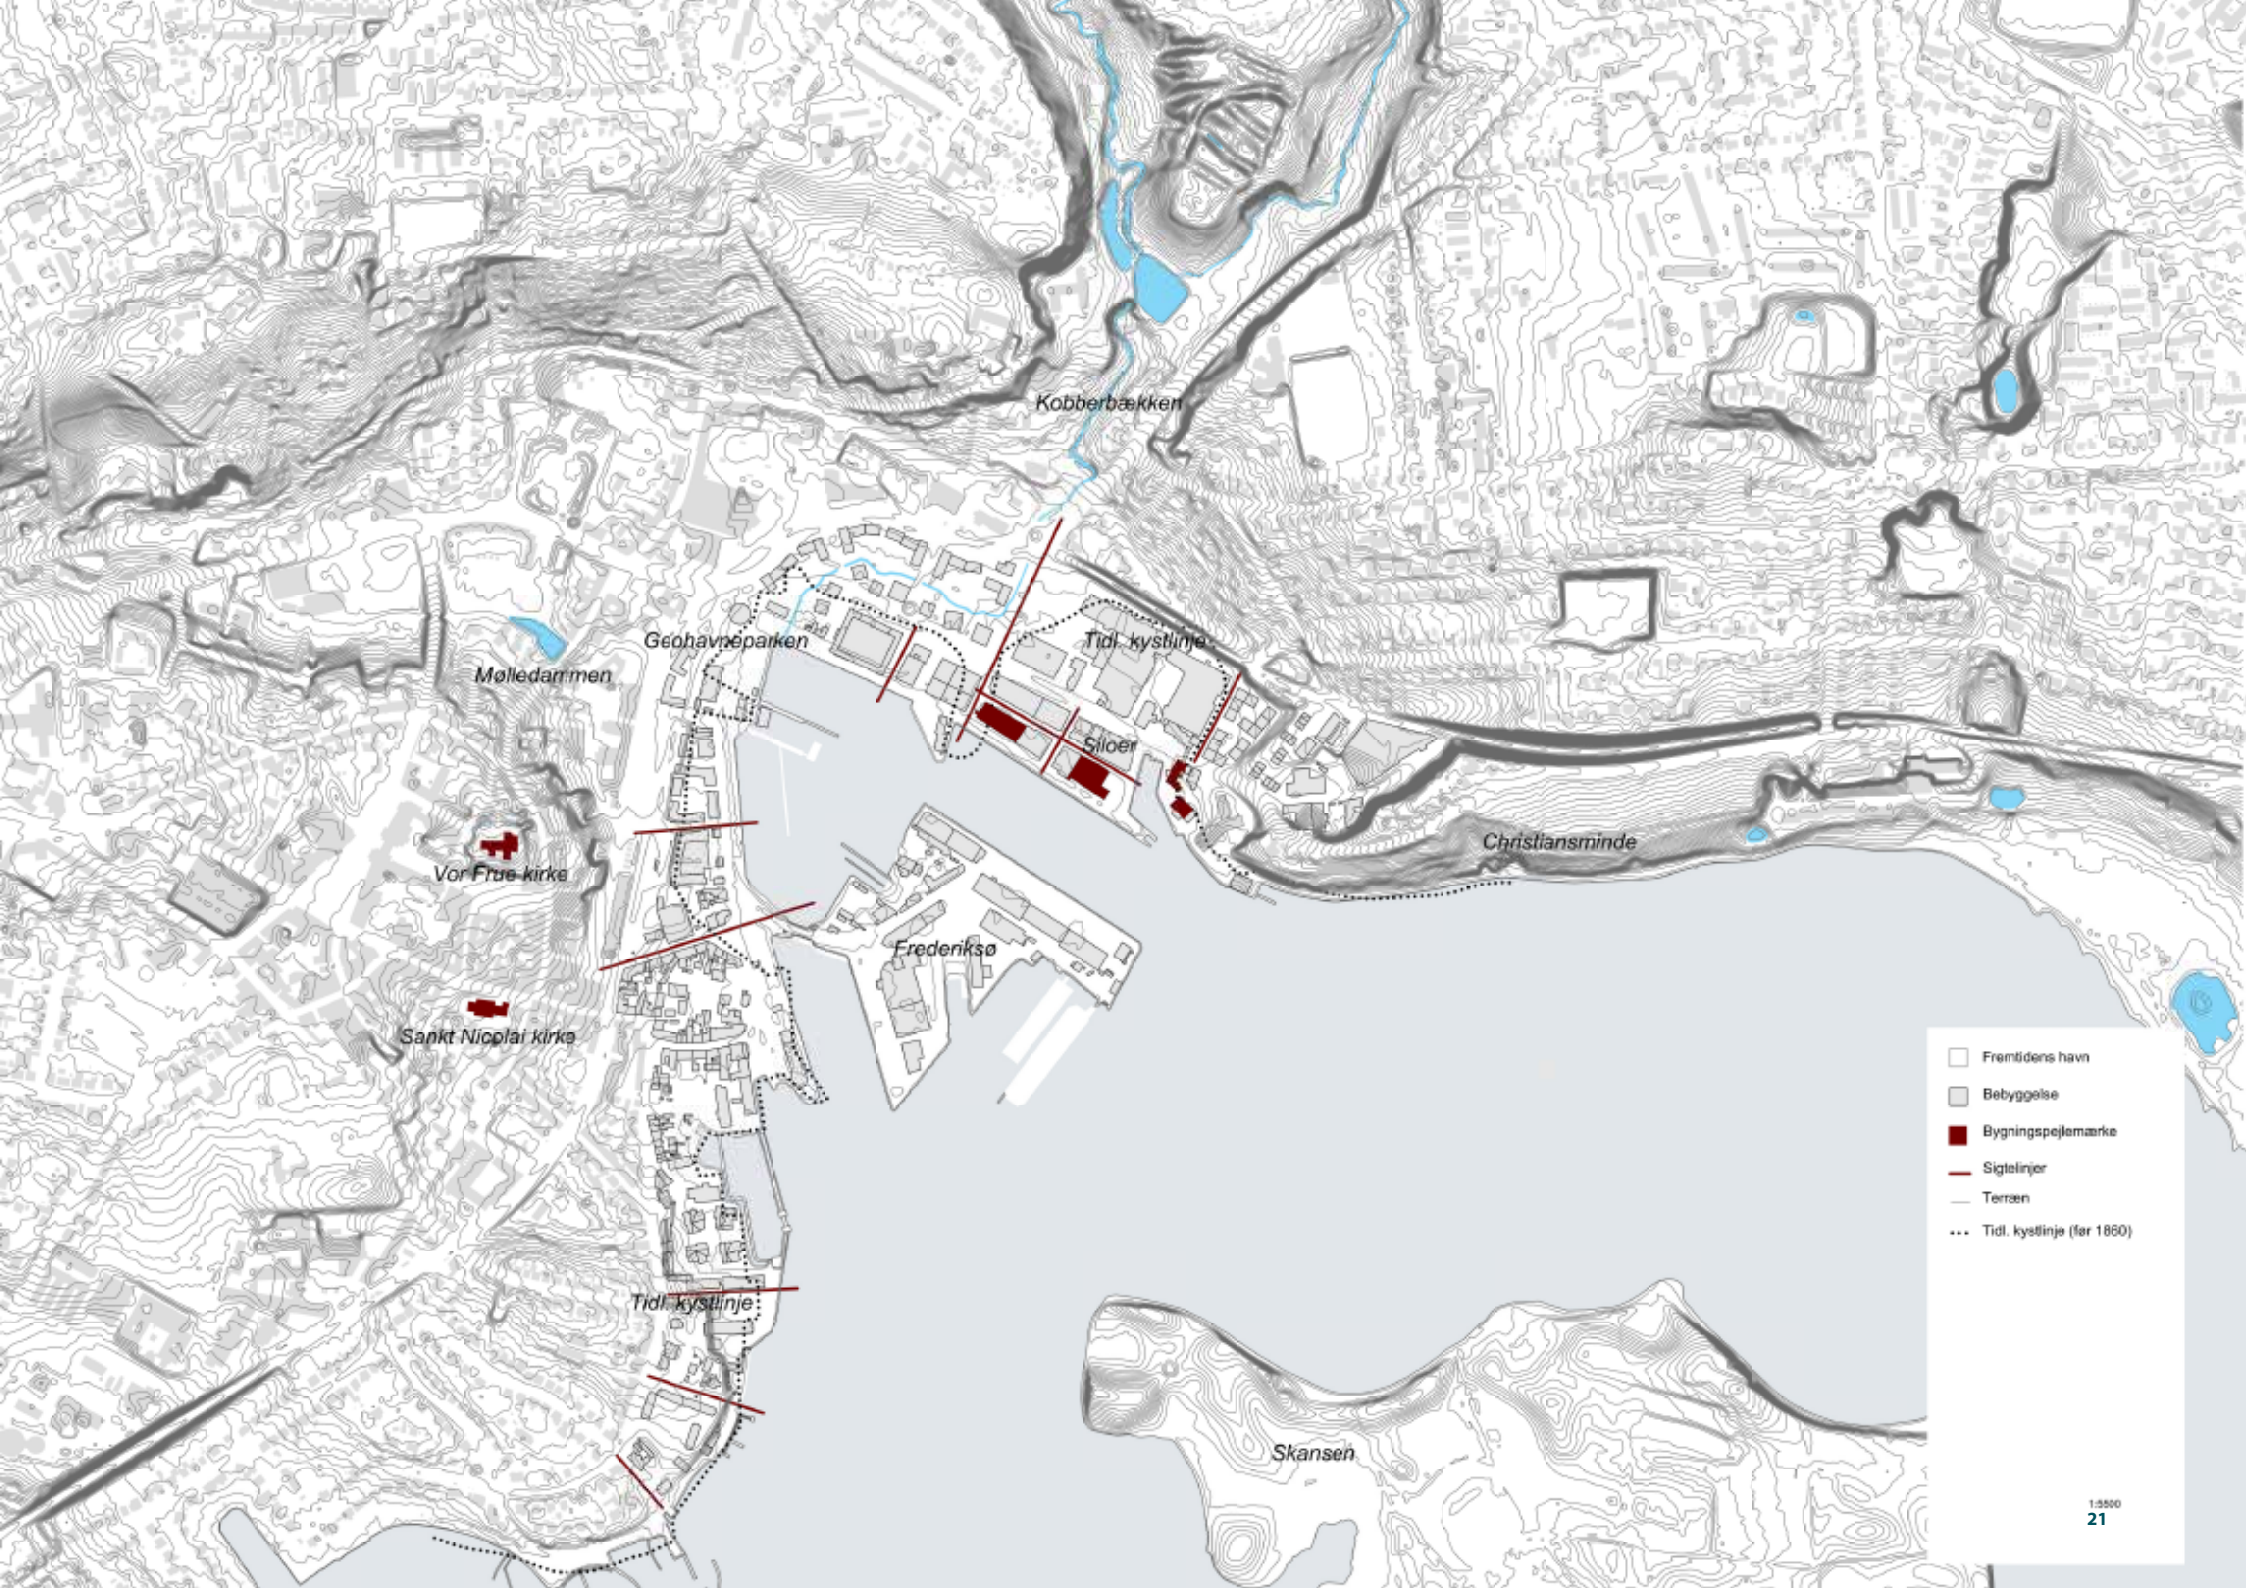 Kobberbækken
Geohavneparken
Tidl. kystlinje
Mølledammen
Siloer
Christiansminde
Vor Frue kirke
Frederiksø
Sankt Nicolai kirke
Tidl. kystlinje
Skansen
Fremtidens havn
Bebyggelse
Bygningspejlemærke
Sigtelinjer
Terræn
Tidl. kystlinje (før 1860)
1:5500
21